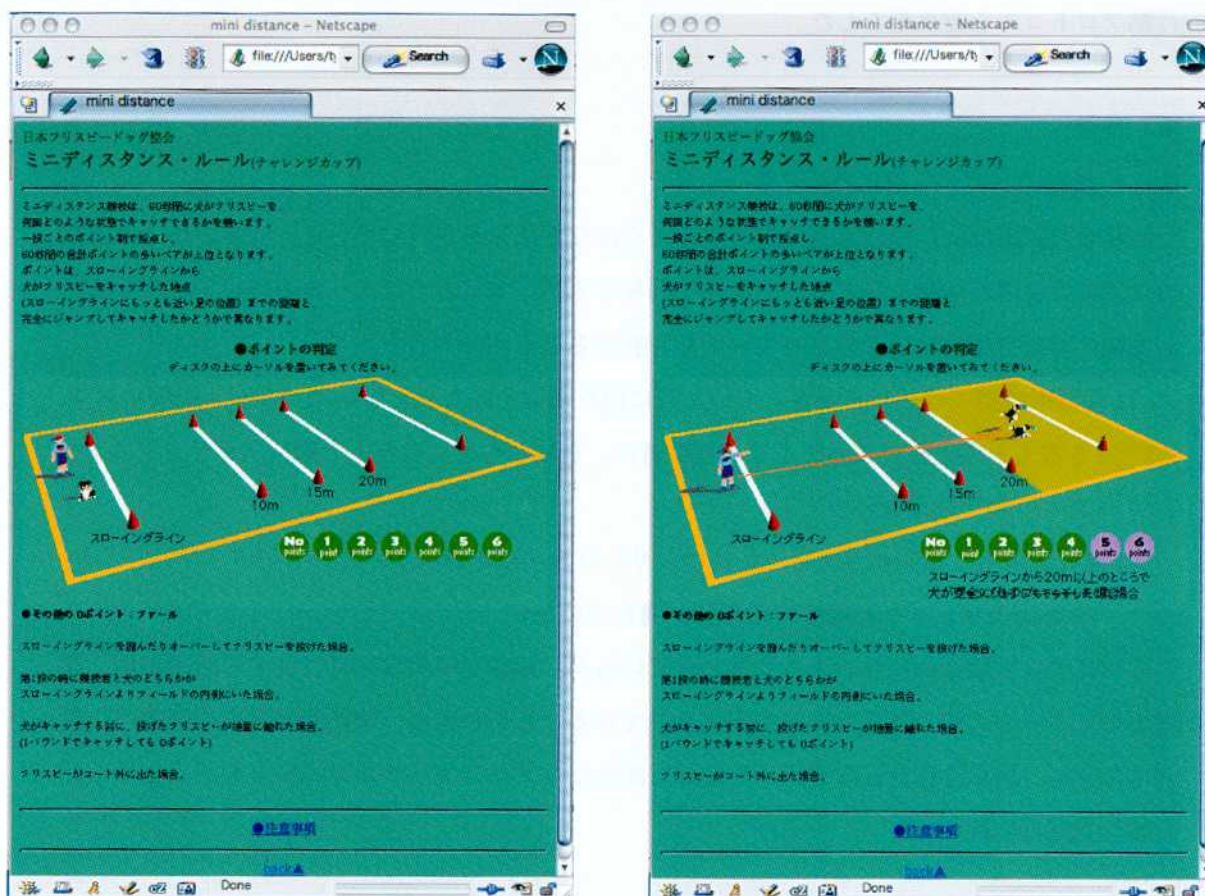 mini distance – Netscape
file:///Users/t
Search
N
mini distance
日本フリスビードッグ協会
ミニディスタンス・ルール(チャレンジカップ)
ミニディスタンス競技は、60秒間に犬がフリスビーを、
何回どのような状態でキャッチできるかを競います。
一投ごとのポイント制で採点し、
60秒間の合計ポイントの多いペアが上位となります。
ポイントは、スローイングラインから
犬がフリスビーをキャッチした地点
(スローイングラインにもっとも近い足の位置)までの距離と、
完全にジャンプしてキャッチしたかどうかで異なります。
●ポイントの判定
ディスクの上にカーソルを置いてみてください。
10m
15m
20m
スローイングライン
No points
1 point
2 points
3 points
4 points
5 points
6 points
●その他の0ポイント:ファール
スローイングラインを踏んだりオーバーしてフリスビーを投げた場合。
第1投の時に競技者と犬のどちらかが
スローイングラインよりフィールドの内側にいた場合。
犬がキャッチする前に、投げたフリスビーが地面に触れた場合。
(1バウンドでキャッチしても0ポイント)
フリスビーがコート外に出た場合。
●注意事項
back▲
Done
mini distance – Netscape
file:///Users/t
Search
N
mini distance
日本フリスビードッグ協会
ミニディスタンス・ルール(チャレンジカップ)
ミニディスタンス競技は、60秒間に犬がフリスビーを、
何回どのような状態でキャッチできるかを競います。
一投ごとのポイント制で採点し、
60秒間の合計ポイントの多いペアが上位となります。
ポイントは、スローイングラインから
犬がフリスビーをキャッチした地点
(スローイングラインにもっとも近い足の位置)までの距離と、
完全にジャンプしてキャッチしたかどうかで異なります。
●ポイントの判定
ディスクの上にカーソルを置いてみてください。
10m
15m
20m
スローイングライン
No points
1 point
2 points
3 points
4 points
5 points
6 points
スローイングラインから20m以上のところで
犬が
場合
●その他の0ポイント:ファール
スローイングラインを踏んだりオーバーしてフリスビーを投げた場合。
第1投の時に競技者と犬のどちらかが
スローイングラインよりフィールドの内側にいた場合。
犬がキャッチする前に、投げたフリスビーが地面に触れた場合。
(1バウンドでキャッチしても0ポイント)
フリスビーがコート外に出た場合。
●注意事項
back▲
Done